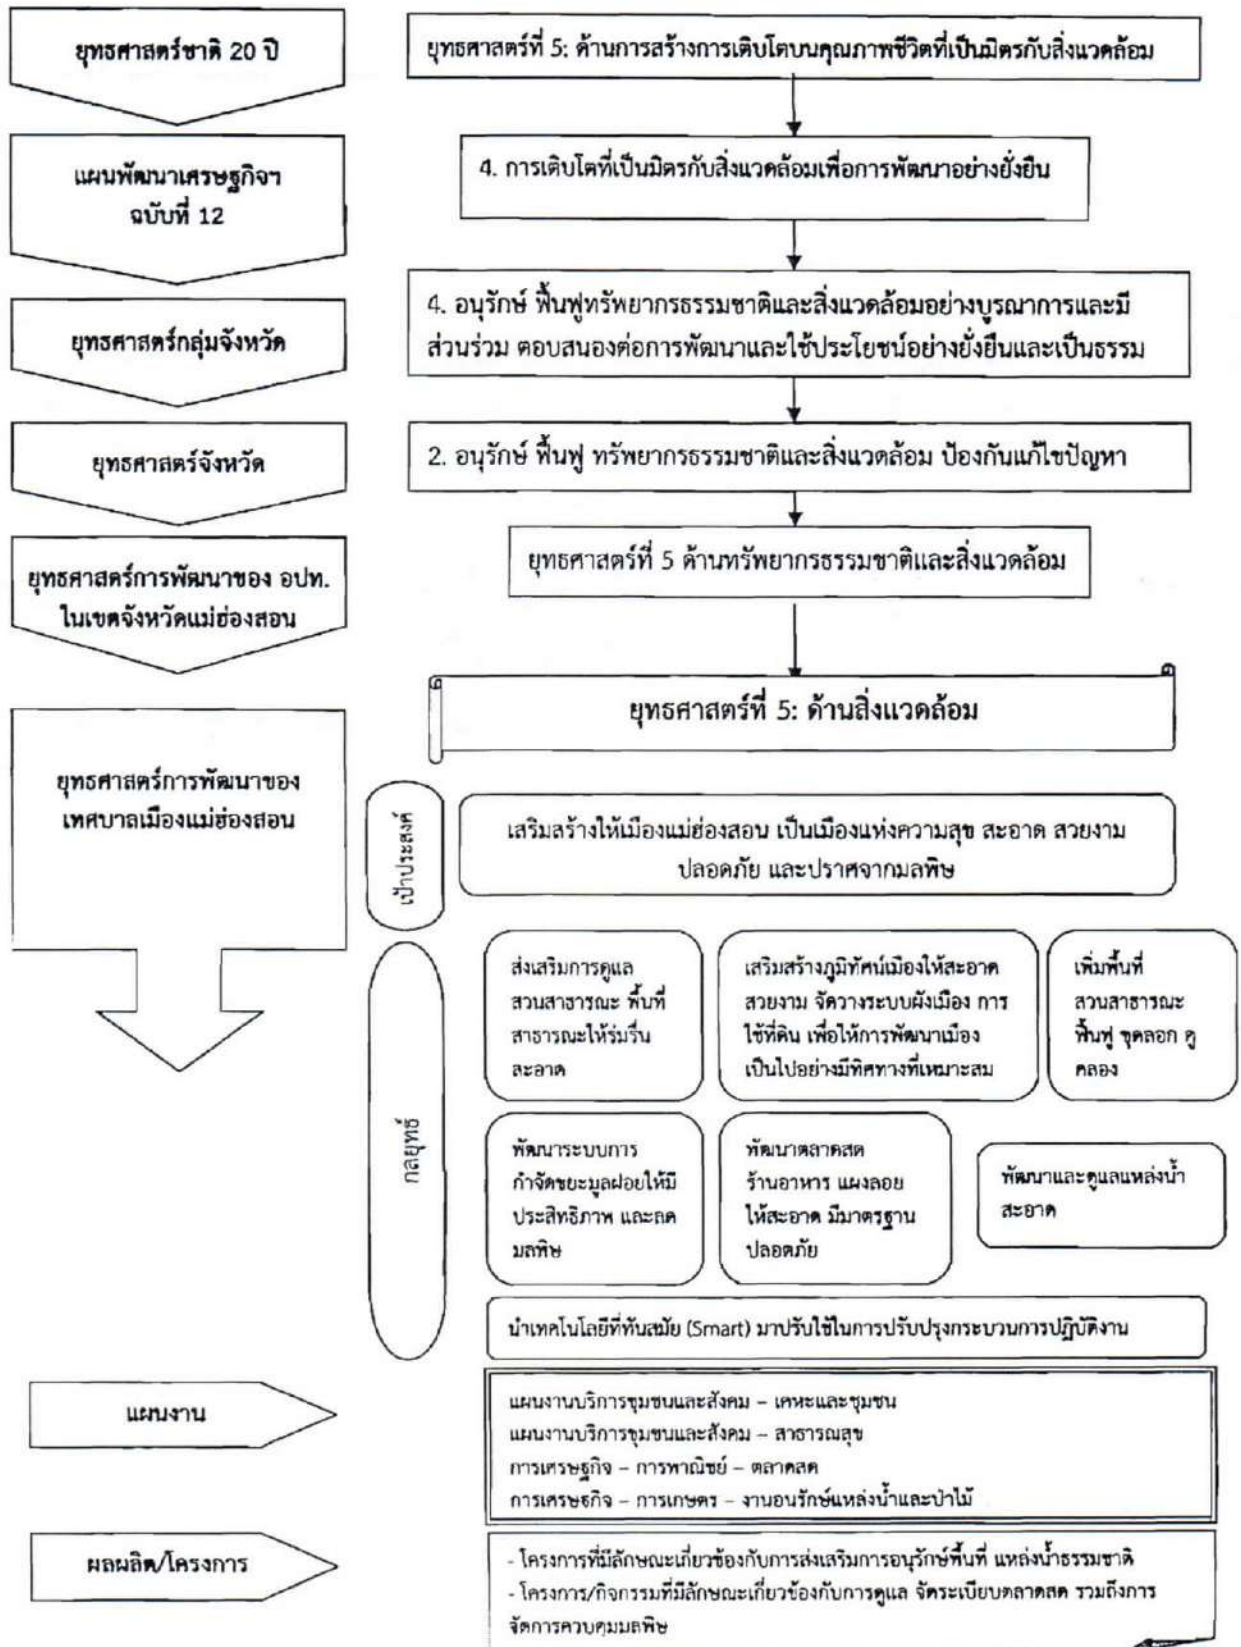 ยุทธศาสตร์ชาติ 20 ปี
ยุทธศาสตร์ที่ 5: ด้านการสร้างการเติบโตบนคุณภาพชีวิตที่เป็นมิตรกับสิ่งแวดล้อม
แผนพัฒนาเศรษฐกิจฯ
ฉบับที่ 12
4. การเติบโตที่เป็นมิตรกับสิ่งแวดล้อมเพื่อการพัฒนาอย่างยั่งยืน
ยุทธศาสตร์กลุ่มจังหวัด
4. อนุรักษ์ ฟื้นฟูทรัพยากรธรรมชาติและสิ่งแวดล้อมอย่างบูรณาการและมี
ส่วนร่วม ตอบสนองต่อการพัฒนาและใช้ประโยชน์อย่างยั่งยืนและเป็นธรรม
ยุทธศาสตร์จังหวัด
2. อนุรักษ์ ฟื้นฟู ทรัพยากรธรรมชาติและสิ่งแวดล้อม ป้องกันแก้ไขปัญหา
ยุทธศาสตร์การพัฒนาของ อปท.
ในเขตจังหวัดแม่ฮ่องสอน
ยุทธศาสตร์ที่ 5 ด้านทรัพยากรธรรมชาติและสิ่งแวดล้อม
ยุทธศาสตร์ที่ 5: ด้านสิ่งแวดล้อม
ยุทธศาสตร์การพัฒนาของ
เทศบาลเมืองแม่ฮ่องสอน
เป้าประสงค์
เสริมสร้างให้เมืองแม่ฮ่องสอน เป็นเมืองแห่งความสุข สะอาด สวยงาม
ปลอดภัย และปราศจากมลพิษ
กลยุทธ์
ส่งเสริมการดูแล
สวนสาธารณะ พื้นที่
สาธารณะให้ร่มรื่น
สะอาด
เสริมสร้างภูมิทัศน์เมืองให้สะอาด
สวยงาม จัดวางระบบผังเมือง การ
ใช้ที่ดิน เพื่อให้การพัฒนาเมือง
เป็นไปอย่างมีทิศทางที่เหมาะสม
เพิ่มพื้นที่
สวนสาธารณะ
ฟื้นฟู ขุดลอก คู
คลอง
พัฒนาระบบการ
กำจัดขยะมูลฝอยให้มี
ประสิทธิภาพ และลด
มลพิษ
พัฒนาตลาดสด
ร้านอาหาร แผงลอย
ให้สะอาด มีมาตรฐาน
ปลอดภัย
พัฒนาและดูแลแหล่งน้ำ
สะอาด
นำเทคโนโลยีที่ทันสมัย (Smart) มาปรับใช้ในการปรับปรุงกระบวนการปฏิบัติงาน
แผนงาน
แผนงานบริการชุมชนและสังคม – เคหะและชุมชน
แผนงานบริการชุมชนและสังคม – สาธารณสุข
การเศรษฐกิจ – การพาณิชย์ – ตลาดสด
การเศรษฐกิจ – การเกษตร – งานอนุรักษ์แหล่งน้ำและป่าไม้
ผลผลิต/โครงการ
- โครงการที่มีลักษณะเกี่ยวข้องกับการส่งเสริมการอนุรักษ์พื้นที่ แหล่งน้ำธรรมชาติ
- โครงการ/กิจกรรมที่มีลักษณะเกี่ยวข้องกับการดูแล จัดระเบียบตลาดสด รวมถึงการ
จัดการควบคุมมลพิษ